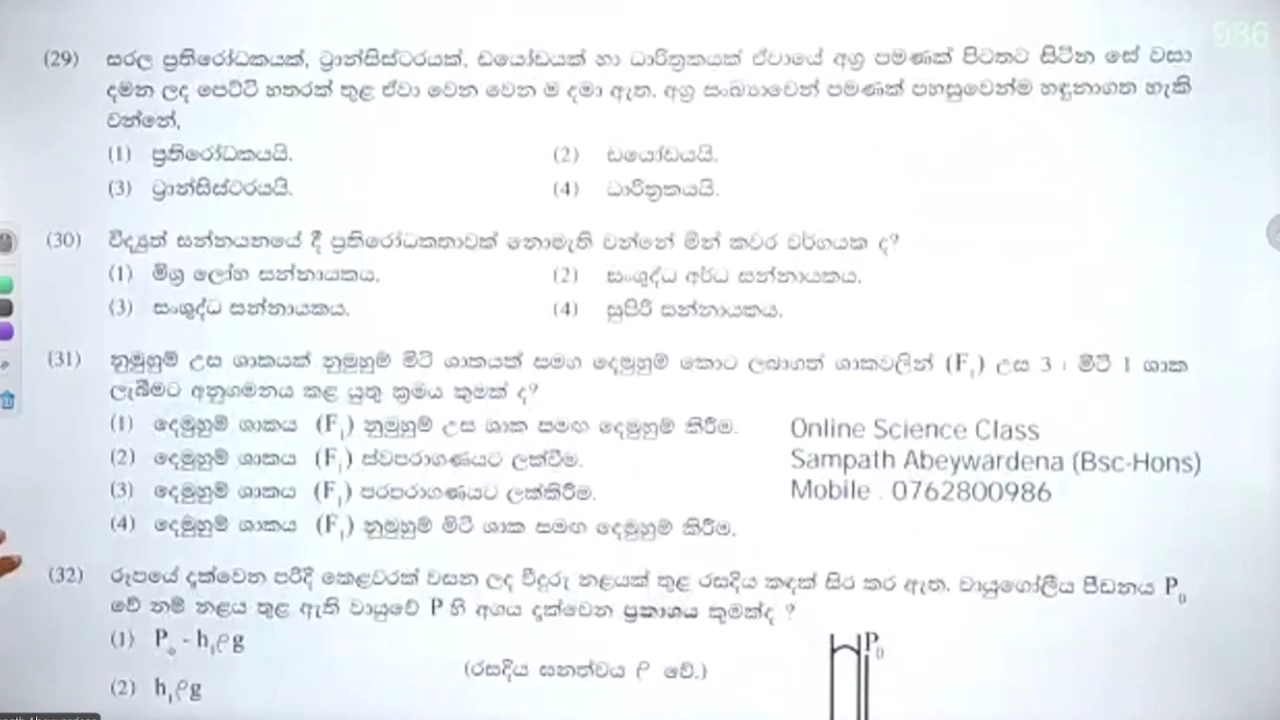 986
(29) සරල ප්‍රතිරෝධකයක්, ට්‍රාන්සිස්ටරයක්, ඩයෝඩයක් හා ධාරිත්‍රකයක් ඒවායේ අග්‍ර පමණක් පිටතට සිටින සේ වසා
දමන ලද පෙට්ටි හතරක් තුළ ඒවා වෙන වෙන ම දමා ඇත. අග්‍ර සංඛ්‍යාවෙන් පමණක් පහසුවෙන්ම හඳුනාගත හැකි
වන්නේ,
(1) ප්‍රතිරෝධකයයි. (2) ඩයෝඩයයි.
(3) ට්‍රාන්සිස්ටරයයි. (4) ධාරිත්‍රකයයි.
(30) විද්‍යුත් සන්නයනයේ දී ප්‍රතිරෝධකතාවක් නොමැති වන්නේ මින් කවර වර්ගයක ද?
(1) මිශ්‍ර ලෝහ සන්නායකය. (2) සංශුද්ධ අර්ධ සන්නායකය.
(3) සංශුද්ධ සන්නායකය. (4) සුපිරි සන්නායකය.
(31) නුමුහුම් උස ශාකයක් නුමුහුම් මිටි ශාකයක් සමග දෙමුහුම් කොට ලබාගත් ශාකවලින් (F₁) උස 3 : මිටි 1 ශාක
ලැබීමට අනුගමනය කළ යුතු ක්‍රමය කුමක් ද?
(1) දෙමුහුම් ශාකය (F₁) නුමුහුම් උස ශාක සමඟ දෙමුහුම් කිරීම.
(2) දෙමුහුම් ශාකය (F₁) ස්වපරාගණයට ලක්වීම.
(3) දෙමුහුම් ශාකය (F₁) පරපරාගණයට ලක්කිරීම.
(4) දෙමුහුම් ශාකය (F₁) නුමුහුම් මිටි ශාක සමඟ දෙමුහුම් කිරීම.
Online Science Class
Sampath Abeywardena (Bsc-Hons)
Mobile : 0762800986
(32) රූපයේ දැක්වෙන පරිදි කෙළවරක් වසන ලද වීදුරු නළයක් තුළ රසදිය කඳක් සිර කර ඇත. වායුගෝලීය පීඩනය P₀
වේ නම් නළය තුළ ඇති වායුවේ P හි අගය දැක්වෙන ප්‍රකාශය කුමක්ද ?
(1) P₀ - h₁ρg
(රසදිය ඝනත්වය ρ වේ.)
(2) h₁ρg
P₀